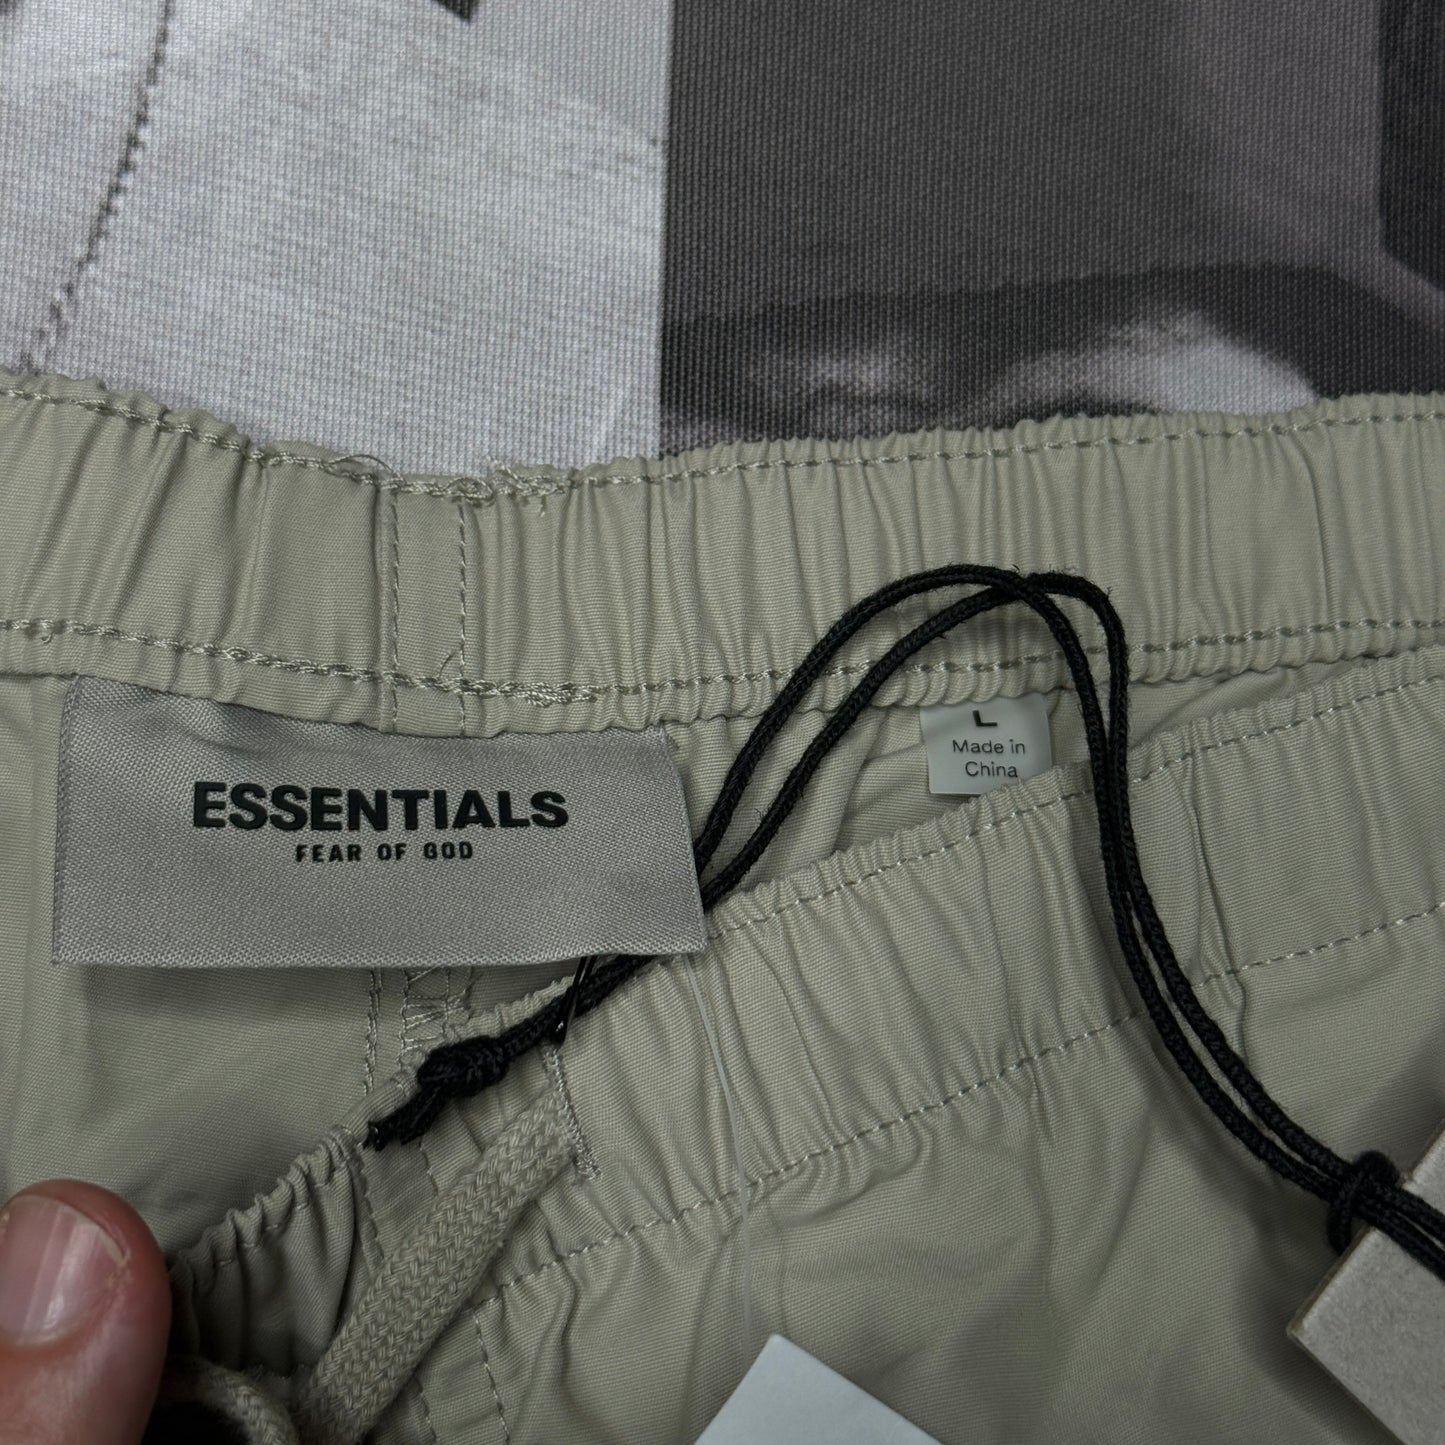 ESSENTIALS
FEAR OF GOD
L
Made in
China